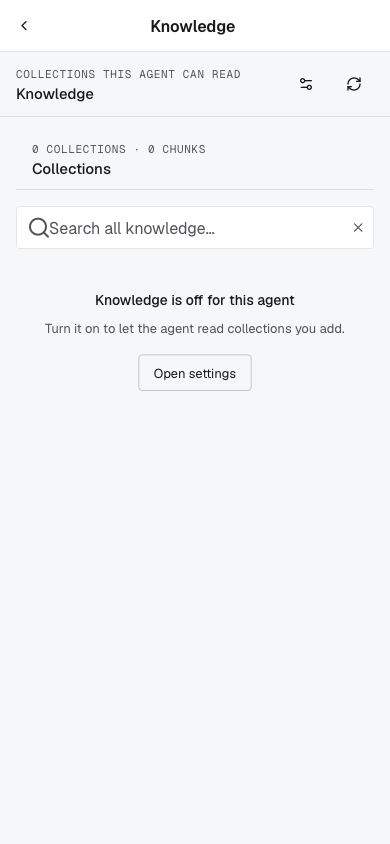 Knowledge
COLLECTIONS THIS AGENT CAN READ
Knowledge
0 COLLECTIONS · 0 CHUNKS
Collections
Search all knowledge…
Knowledge is off for this agent
Turn it on to let the agent read collections you add.
Open settings